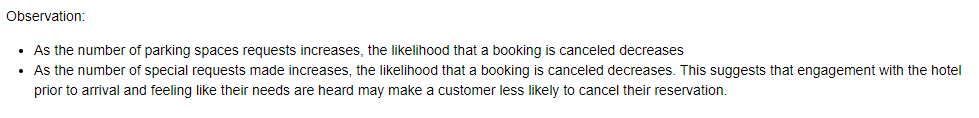 Observation:
• As the number of parking spaces requests increases, the likelihood that a booking is canceled decreases
• As the number of special requests made increases, the likelihood that a booking is canceled decreases. This suggests that engagement with the hotel
prior to arrival and feeling like their needs are heard may make a customer less likely to cancel their reservation.